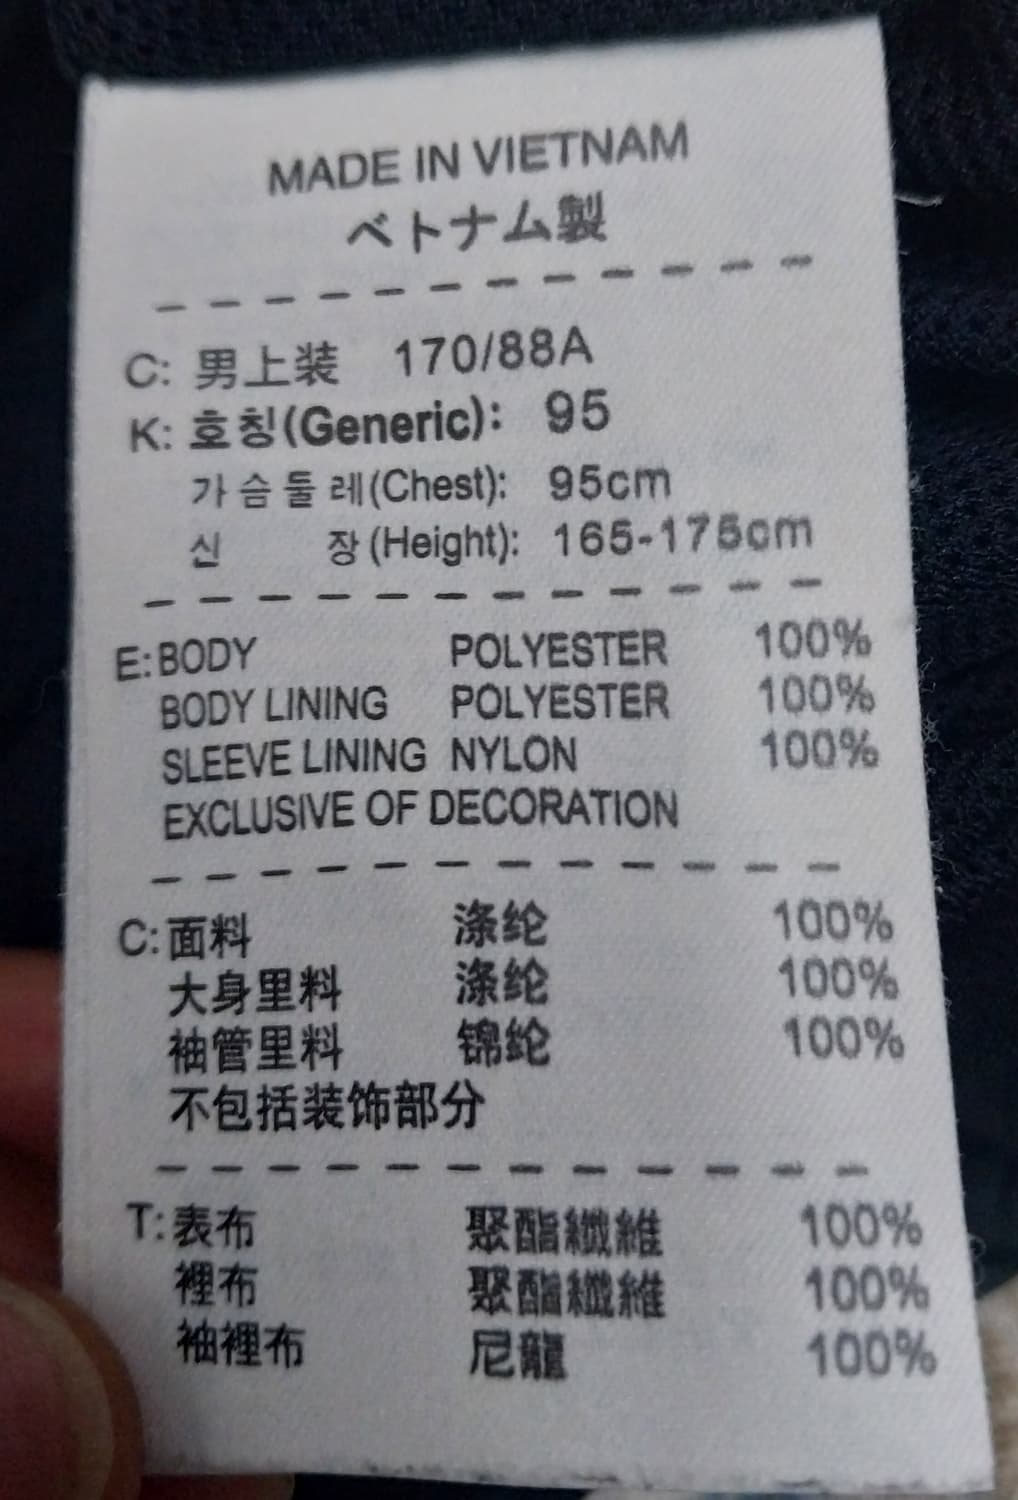 MADE IN VIETNAM
ベトナム製
C: 男上装 170/88A
K: 호칭(Generic): 95
가슴둘레(Chest): 95cm
신 장(Height): 165-175cm
E: BODY POLYESTER 100%
BODY LINING POLYESTER 100%
SLEEVE LINING NYLON 100%
EXCLUSIVE OF DECORATION
C: 面料 涤纶 100%
大身里料 涤纶 100%
袖管里料 锦纶 100%
不包括装饰部分
T: 表布 聚酯纖維 100%
裡布 聚酯纖維 100%
袖裡布 尼龍 100%